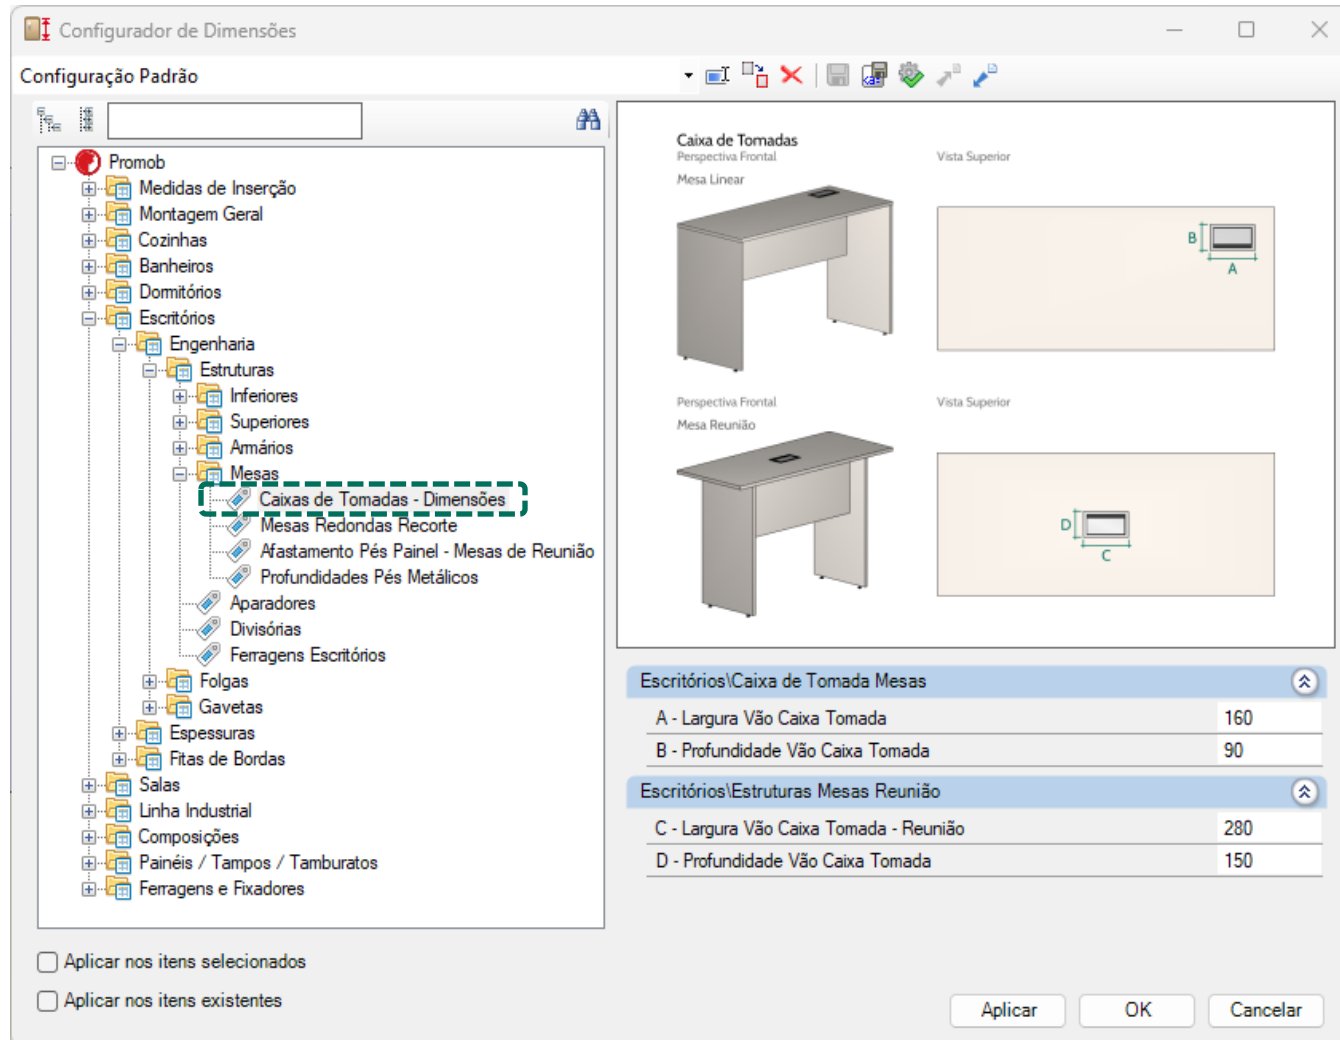 Configurador de Dimensões
Configuração Padrão
Promob
Medidas de Inserção
Montagem Geral
Cozinhas
Banheiros
Dormitórios
Escritórios
Engenharia
Estruturas
Inferiores
Superiores
Armários
Mesas
Caixas de Tomadas - Dimensões
Mesas Redondas Recorte
Afastamento Pés Painel - Mesas de Reunião
Profundidades Pés Metálicos
Aparadores
Divisórias
Ferragens Escritórios
Folgas
Gavetas
Espessuras
Fitas de Bordas
Salas
Linha Industrial
Composições
Painéis / Tampos / Tamburatos
Ferragens e Fixadores
Caixa de Tomadas
Perspectiva Frontal
Vista Superior
Mesa Linear
B
A
Perspectiva Frontal
Vista Superior
Mesa Reunião
D
C
Escritórios\Caixa de Tomada Mesas
A - Largura Vão Caixa Tomada 160
B - Profundidade Vão Caixa Tomada 90
Escritórios\Estruturas Mesas Reunião
C - Largura Vão Caixa Tomada - Reunião 280
D - Profundidade Vão Caixa Tomada 150
Aplicar nos itens selecionados
Aplicar nos itens existentes
Aplicar OK Cancelar